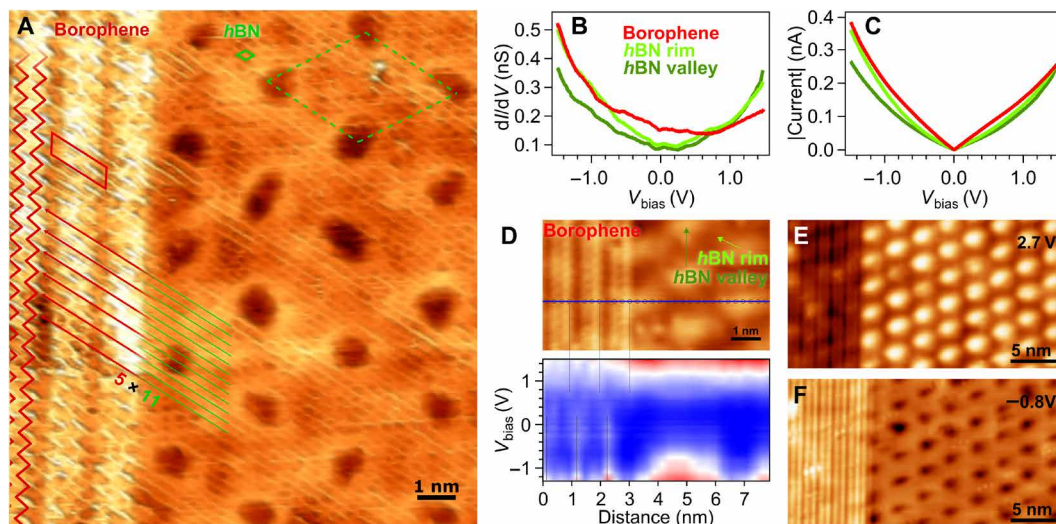 A
Borophene
hBN
5 × 11
1 nm
B
Borophene
hBN rim
hBN valley
dI/dV (nS)
0.5
0.4
0.3
0.2
0.1
−1.0
0.0
1.0
Vbias (V)
C
|Current| (nA)
0.4
0.3
0.2
0.1
0.0
−1.0
0.0
1.0
Vbias (V)
D
Borophene
hBN rim
hBN valley
1 nm
Vbias (V)
1
0
−1
0
1
2
3
4
5
6
7
Distance (nm)
E
2.7 V
5 nm
F
−0.8V
5 nm